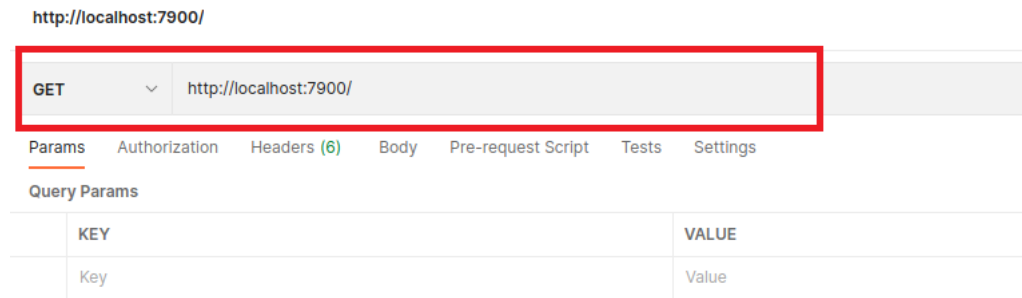 http://localhost:7900/
GET http://localhost:7900/
Params Authorization Headers (6) Body Pre-request Script Tests Settings
Query Params
KEY VALUE
Key Value